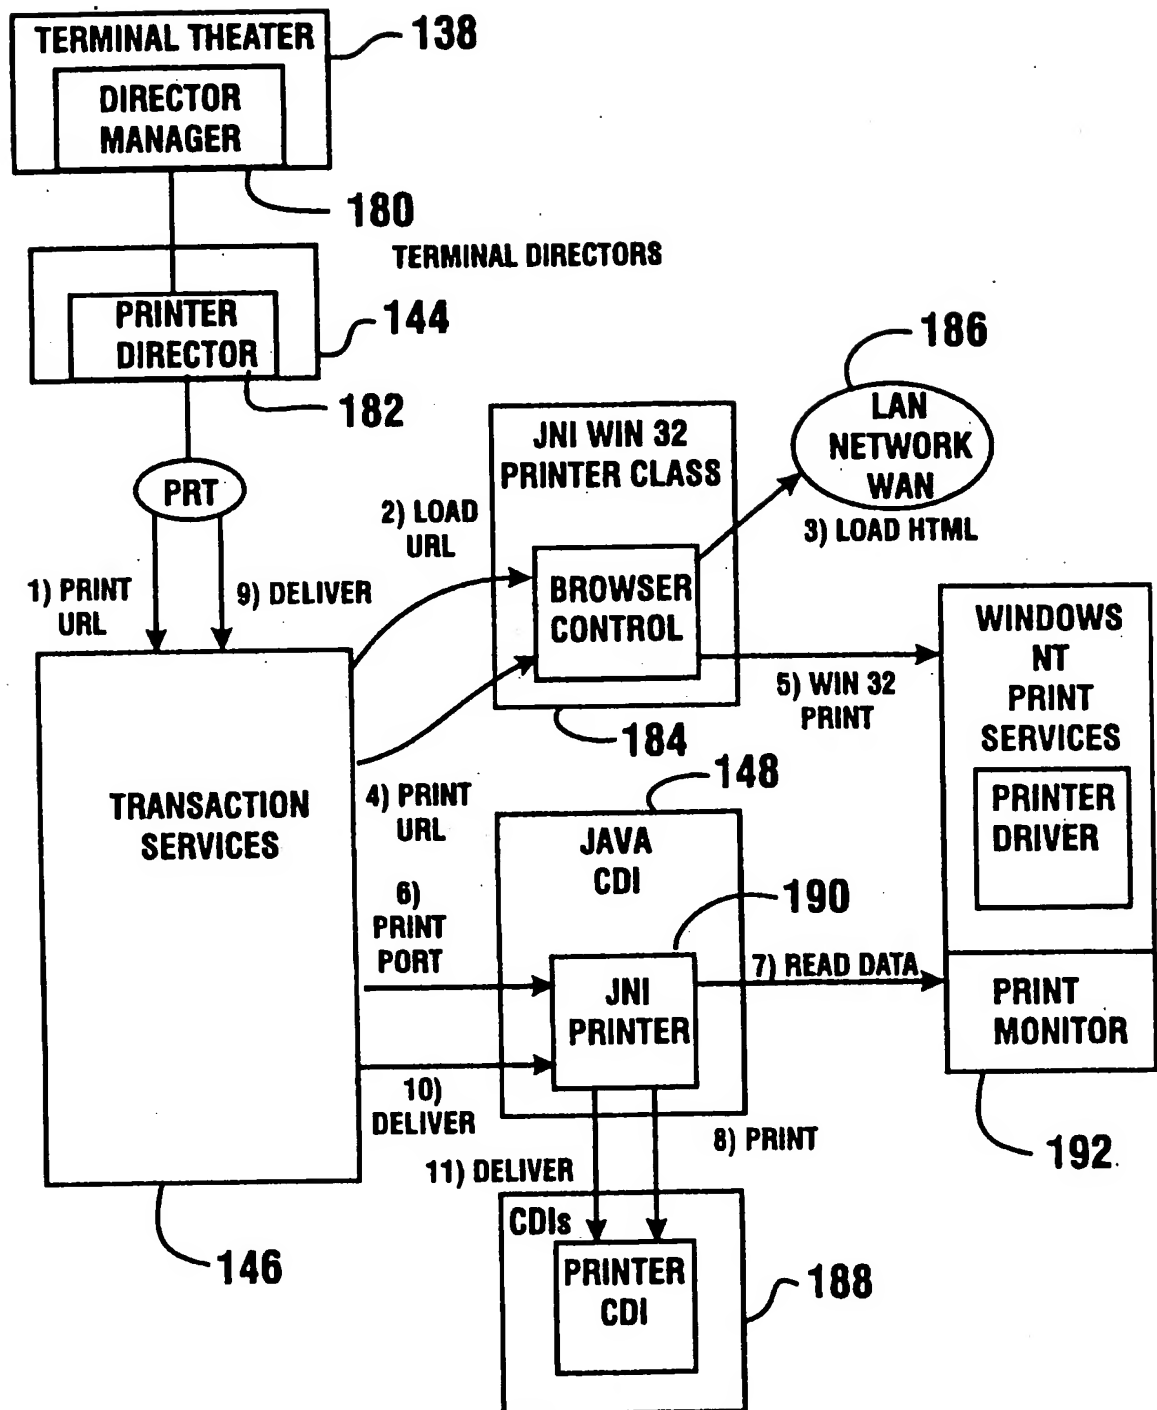 TERMINAL THEATER
138
DIRECTOR
MANAGER
180
TERMINAL DIRECTORS
PRINTER
DIRECTOR
144
182
PRT
1) PRINT
URL
9) DELIVER
2) LOAD
URL
JNI WIN 32
PRINTER CLASS
BROWSER
CONTROL
184
186
LAN
NETWORK
WAN
3) LOAD HTML
4) PRINT
URL
5) WIN 32
PRINT
WINDOWS
NT
PRINT
SERVICES
PRINTER
DRIVER
PRINT
MONITOR
192
TRANSACTION
SERVICES
146
6)
PRINT
PORT
10)
DELIVER
148
JAVA
CDI
190
JNI
PRINTER
7) READ DATA
8) PRINT
11) DELIVER
CDIs
PRINTER
CDI
188